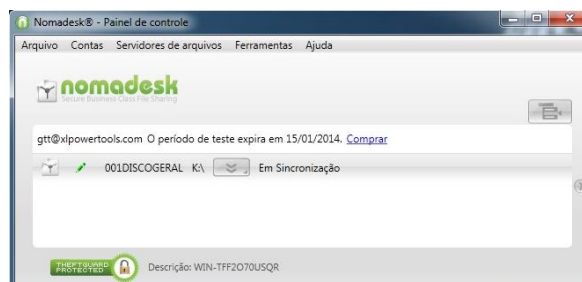 Nomadesk® - Painel de controle
Arquivo Contas Servidores de arquivos Ferramentas Ajuda
nomadesk
Secure Business Class File Sharing
gtt@xlpowertools.com O período de teste expira em 15/01/2014. Comprar
001DISCOGERAL K:\ Em Sincronização
THEFTGUARD
PROTECTED
Descrição: WIN-TFF2O70USQR